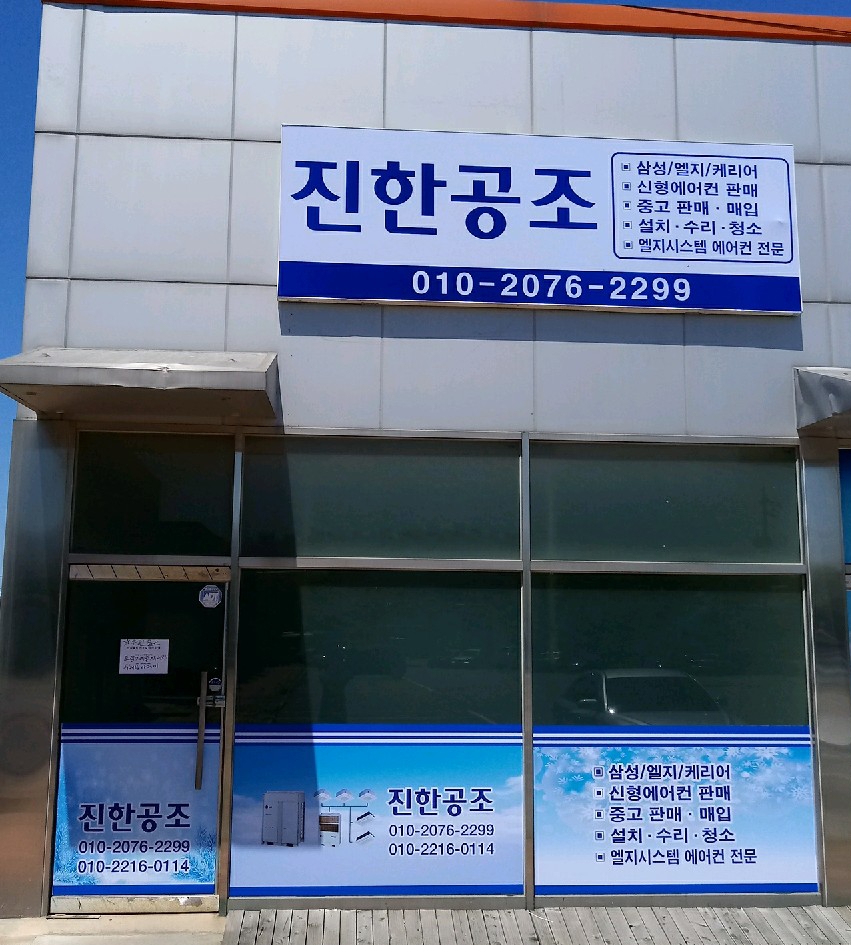 진한공조
▣ 삼성/엘지/케리어
▣ 신형에어컨 판매
▣ 중고 판매 · 매입
▣ 설치 · 수리 · 청소
▣ 엘지시스템 에어컨 전문
010-2076-2299
ADT
진한공조
010-2076-2299
010-2216-0114
진한공조
010-2076-2299
010-2216-0114
▣ 삼성/엘지/케리어
▣ 신형에어컨 판매
▣ 중고 판매 · 매입
▣ 설치 · 수리 · 청소
▣ 엘지시스템 에어컨 전문